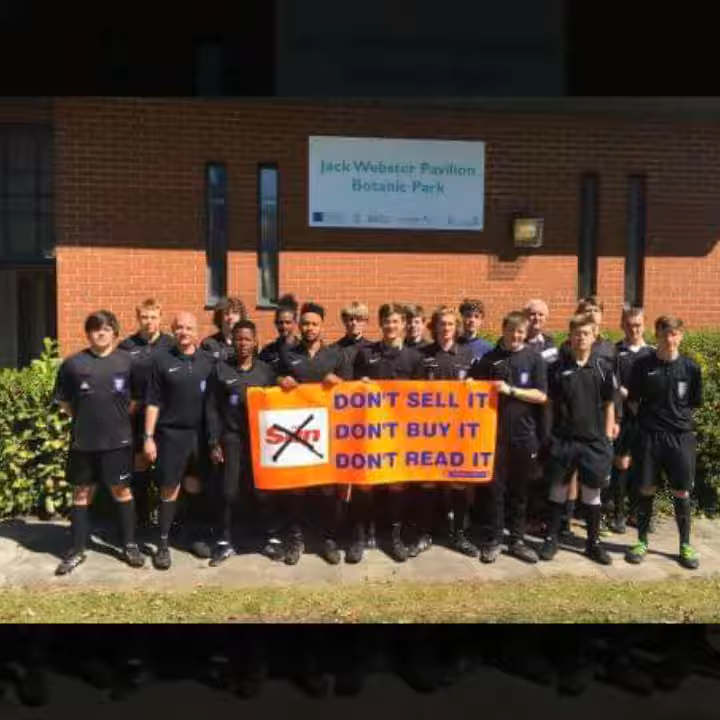 Jack Webster Pavilion
Botanic Park
DON'T SELL IT
Sun
DON'T BUY IT
DON'T READ IT